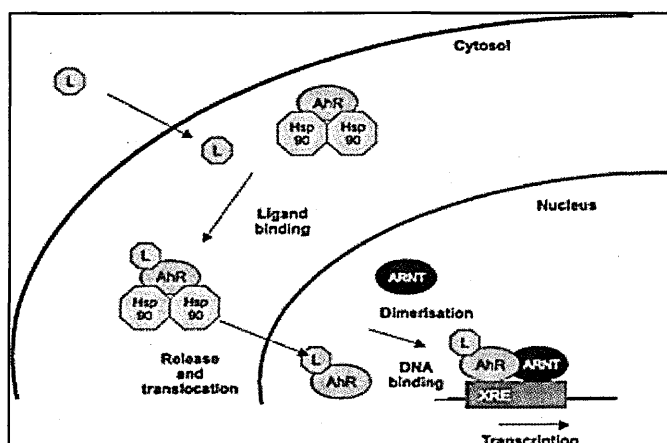 Cytosol
L
AhR
Hsp
90
Hsp
90
L
Ligand
binding
Nucleus
L
AhR
Hsp
90
Hsp
90
ARNT
Dimerisation
Release
and
translocation
L
AhR
DNA
binding
L
AhR
ARNT
XRE
Transcription